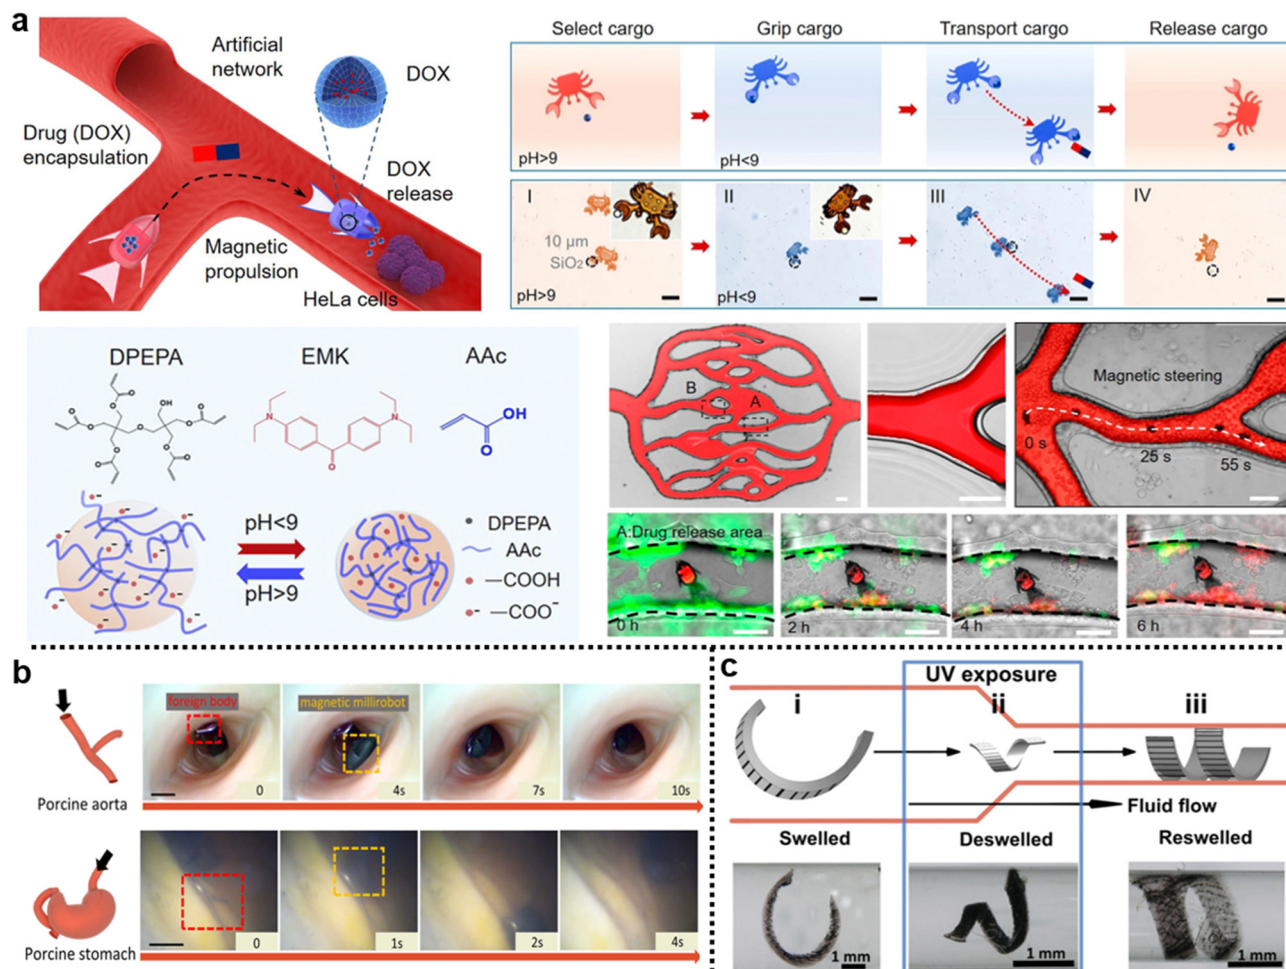 a
Artificial
network
DOX
Drug (DOX)
encapsulation
DOX
release
Magnetic
propulsion
HeLa cells
Select cargo
Grip cargo
Transport cargo
Release cargo
pH>9
pH<9
I
II
III
IV
10 µm
SiO2
pH>9
pH<9
DPEPA
EMK
AAc
O
O
OH
O
O
O
O
O
O
O
O
O
N
N
O
OH
O
pH<9
pH>9
DPEPA
AAc
—COOH
—COO⁻
B
A
Magnetic steering
0 s
25 s
55 s
A:Drug release area
0 h
2 h
4 h
6 h
b
foreign body
magnetic millirobot
0
4s
7s
10s
Porcine aorta
0
1s
2s
4s
Porcine stomach
c
UV exposure
i
ii
iii
Fluid flow
Swelled
Deswelled
Reswelled
1 mm
1 mm
1 mm